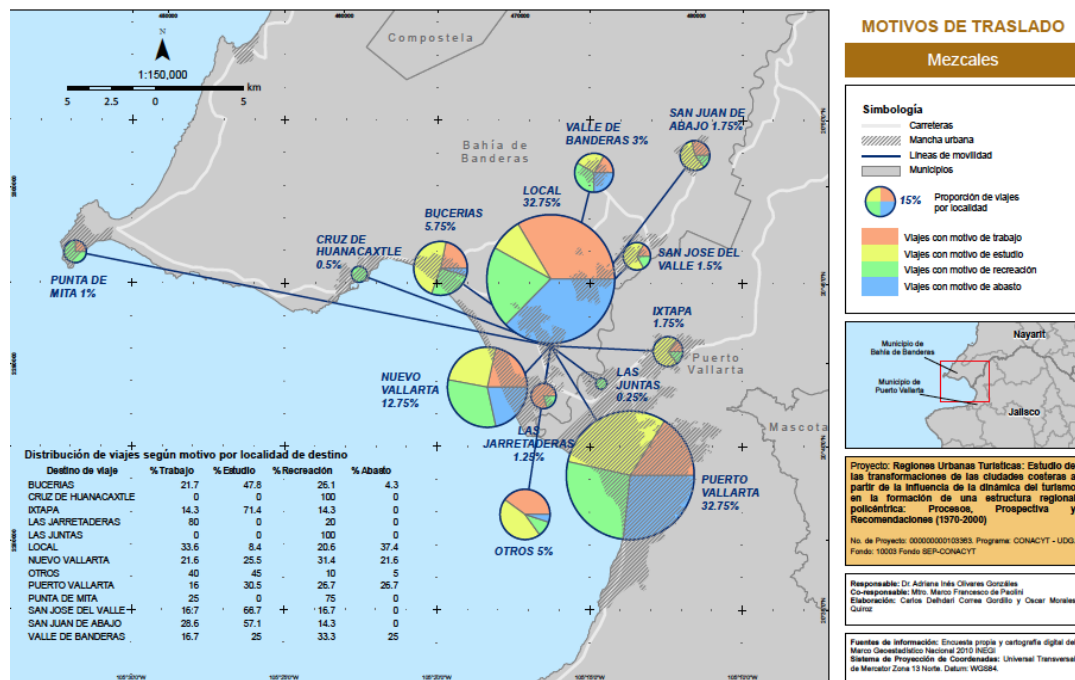 460000
460000
470000
480000
N
1:150,000
5 2.5 0 5 km
Compostela
Bahía de
Banderas
Puerto
Vallarta
Mascota
SAN JUAN DE
ABAJO 1.75%
VALLE DE
BANDERAS 3%
LOCAL
32.75%
BUCERIAS
5.75%
CRUZ DE
HUANACAXTLE
0.5%
SAN JOSE DEL
VALLE 1.5%
PUNTA DE
MITA 1%
IXTAPA
1.75%
NUEVO
VALLARTA
12.75%
LAS
JUNTAS
0.25%
LAS
JARRETADERAS
1.25%
PUERTO
VALLARTA
32.75%
OTROS 5%
Distribución de viajes según motivo por localidad de destino
Destino de viaje %Trabajo %Estudio %Recreación %Abasto
BUCERIAS 21.7 47.8 26.1 4.3
CRUZ DE HUANACAXTLE 0 0 100 0
IXTAPA 14.3 71.4 14.3 0
LAS JARRETADERAS 80 0 20 0
LAS JUNTAS 0 0 100 0
LOCAL 33.6 8.4 20.6 37.4
NUEVO VALLARTA 21.6 25.5 31.4 21.6
OTROS 40 45 10 5
PUERTO VALLARTA 16 30.5 26.7 26.7
PUNTA DE MITA 25 0 75 0
SAN JOSE DEL VALLE 16.7 66.7 16.7 0
SAN JUAN DE ABAJO 28.6 57.1 14.3 0
VALLE DE BANDERAS 16.7 25 33.3 25
MOTIVOS DE TRASLADO
Mezcales
Simbología
Carreteras
Mancha urbana
Líneas de movilidad
Municipios
15% Proporción de viajes
por localidad
Viajes con motivo de trabajo
Viajes con motivo de estudio
Viajes con motivo de recreación
Viajes con motivo de abasto
Nayarit
Municipio de
Bahía de Banderas
Municipio de
Puerto Vallarta
Jalisco
Proyecto: Regiones Urbanas Turisticas: Estudio de
las transformaciones de las ciudades costeras a
partir de la influencia de la dinámica del turismo
en la formación de una estructura regional
policéntrica: Procesos, Prospectiva y
Recomendaciones (1970-2000)
No. de Proyecto: 000000000103363. Programa: CONACYT - UDG.
Fondo: 10003 Fondo SEP-CONACYT
Responsable: Dr. Adriana Inés Olivares Gonzáles
Co-responsable: Mtro. Marco Francesco de Paolini
Elaboración: Carlos Delhdari Correa Gordillo y Oscar Morales
Quiroz
Fuentes de información: Encuesta propia y cartografía digital del
Marco Geoestadístico Nacional 2010 INEGI
Sistema de Proyección de Coordenadas: Universal Transversal
de Mercator Zona 13 Norte. Datum: WGS84.